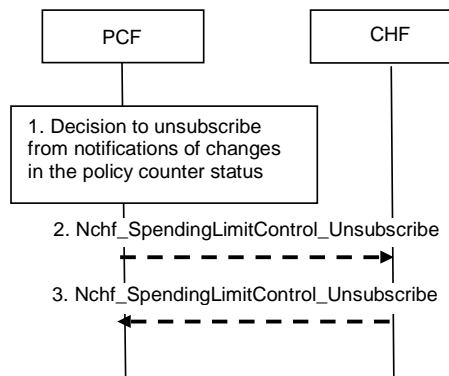 PCF
CHF
1. Decision to unsubscribe
from notifications of changes
in the policy counter status
2. Nchf_SpendingLimitControl_Unsubscribe
3. Nchf_SpendingLimitControl_Unsubscribe